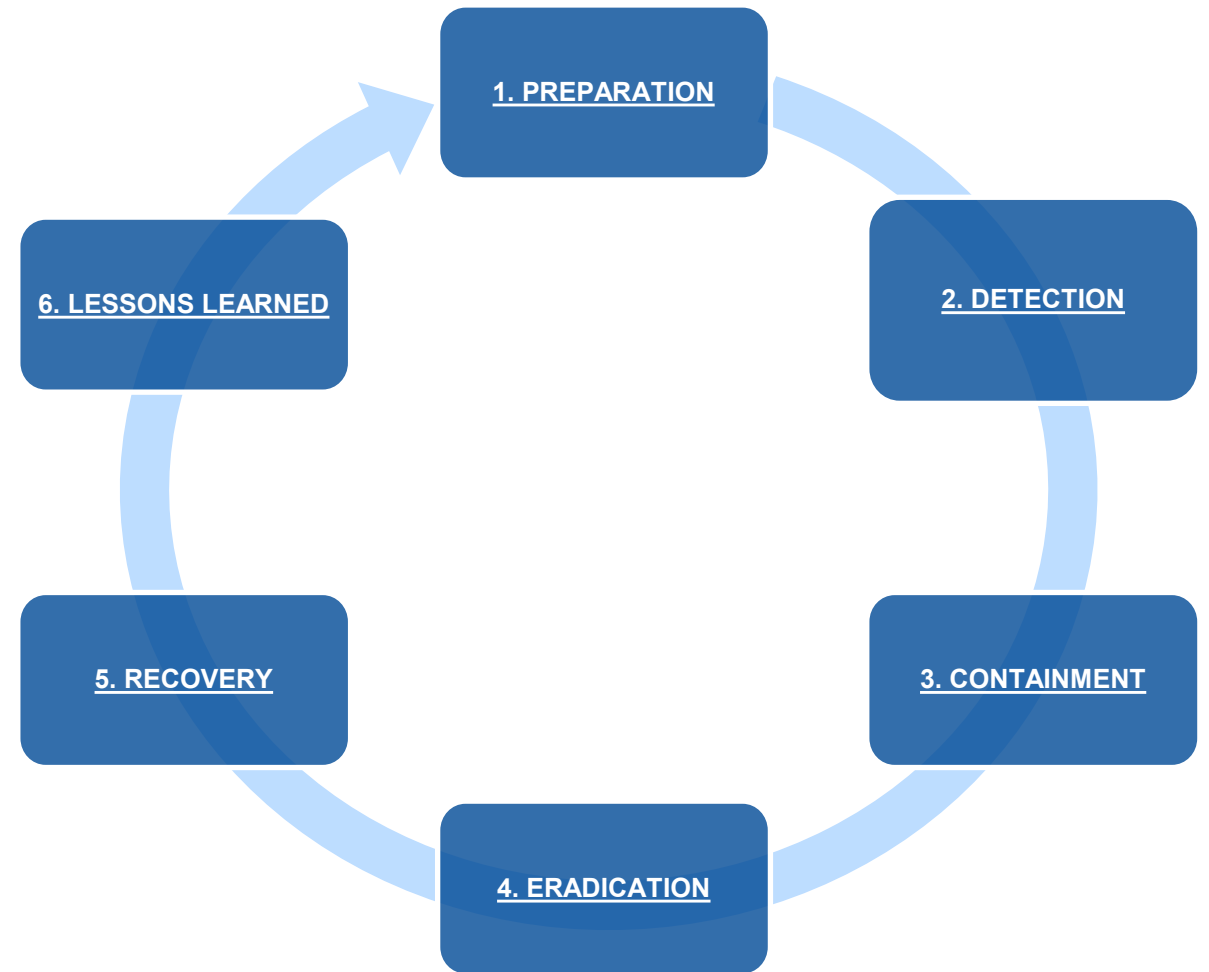 1. PREPARATION
2. DETECTION
3. CONTAINMENT
4. ERADICATION
5. RECOVERY
6. LESSONS LEARNED